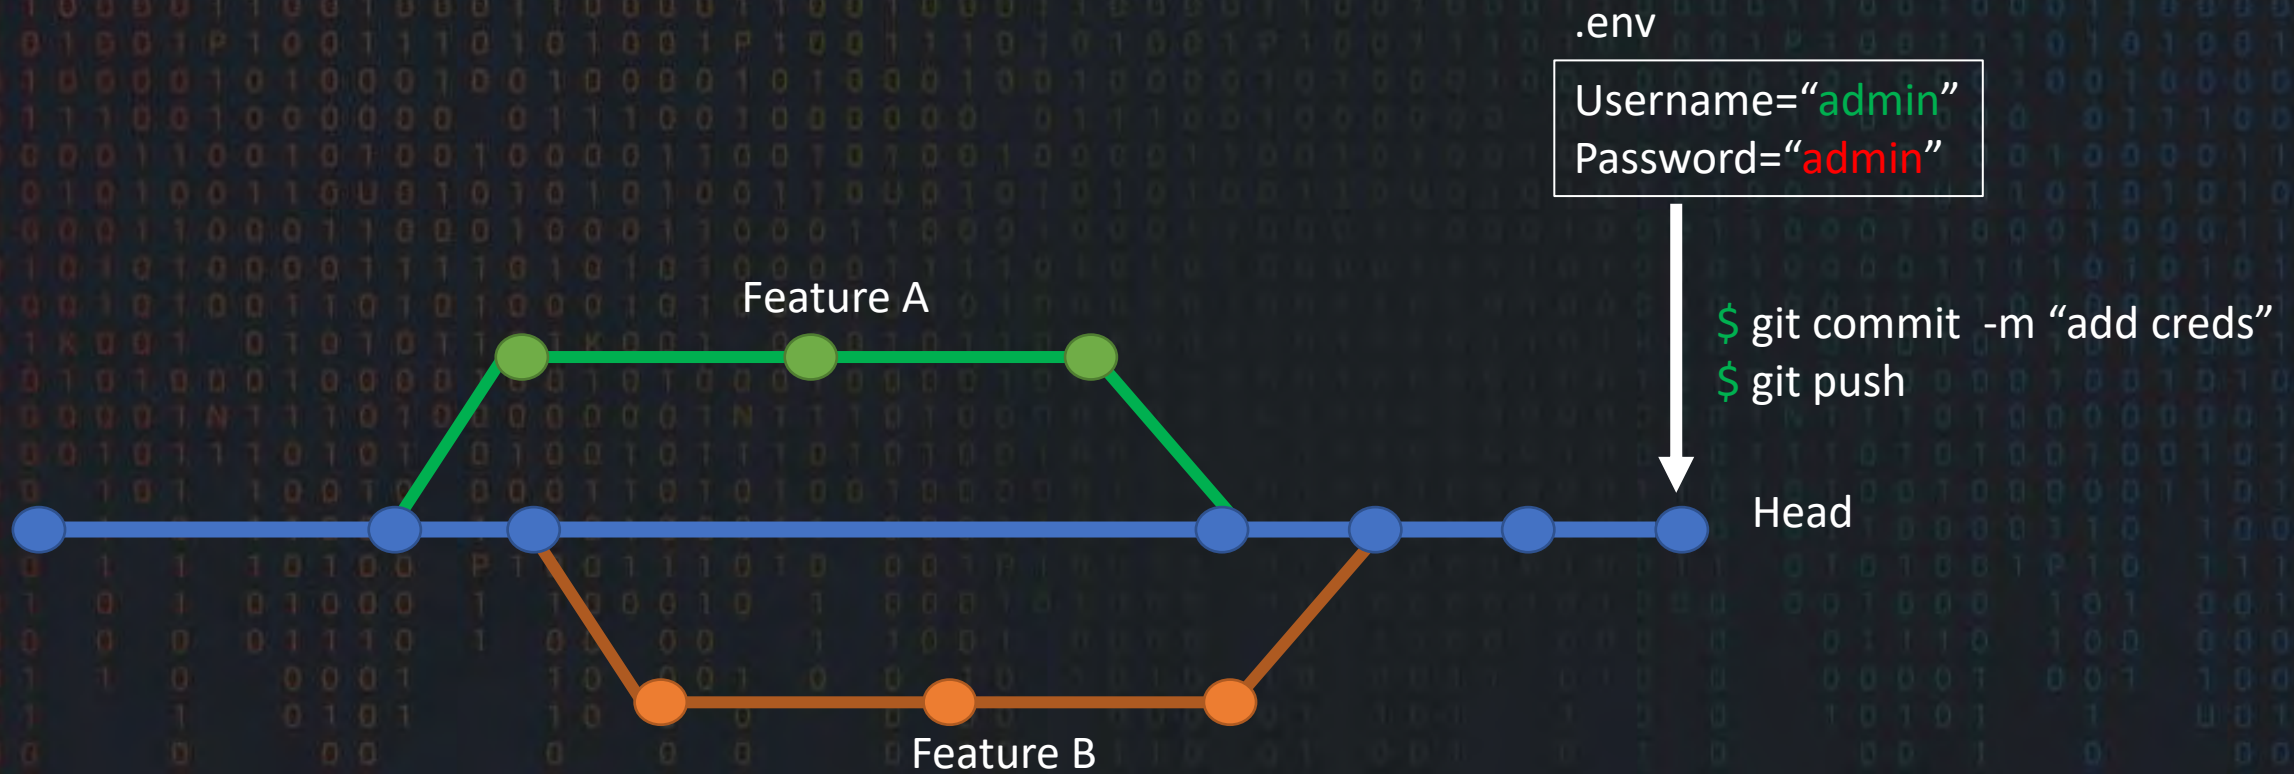 .env
Username=“admin”
Password=“admin”
Feature A
$ git commit  -m “add creds”
$ git push
Head
Feature B